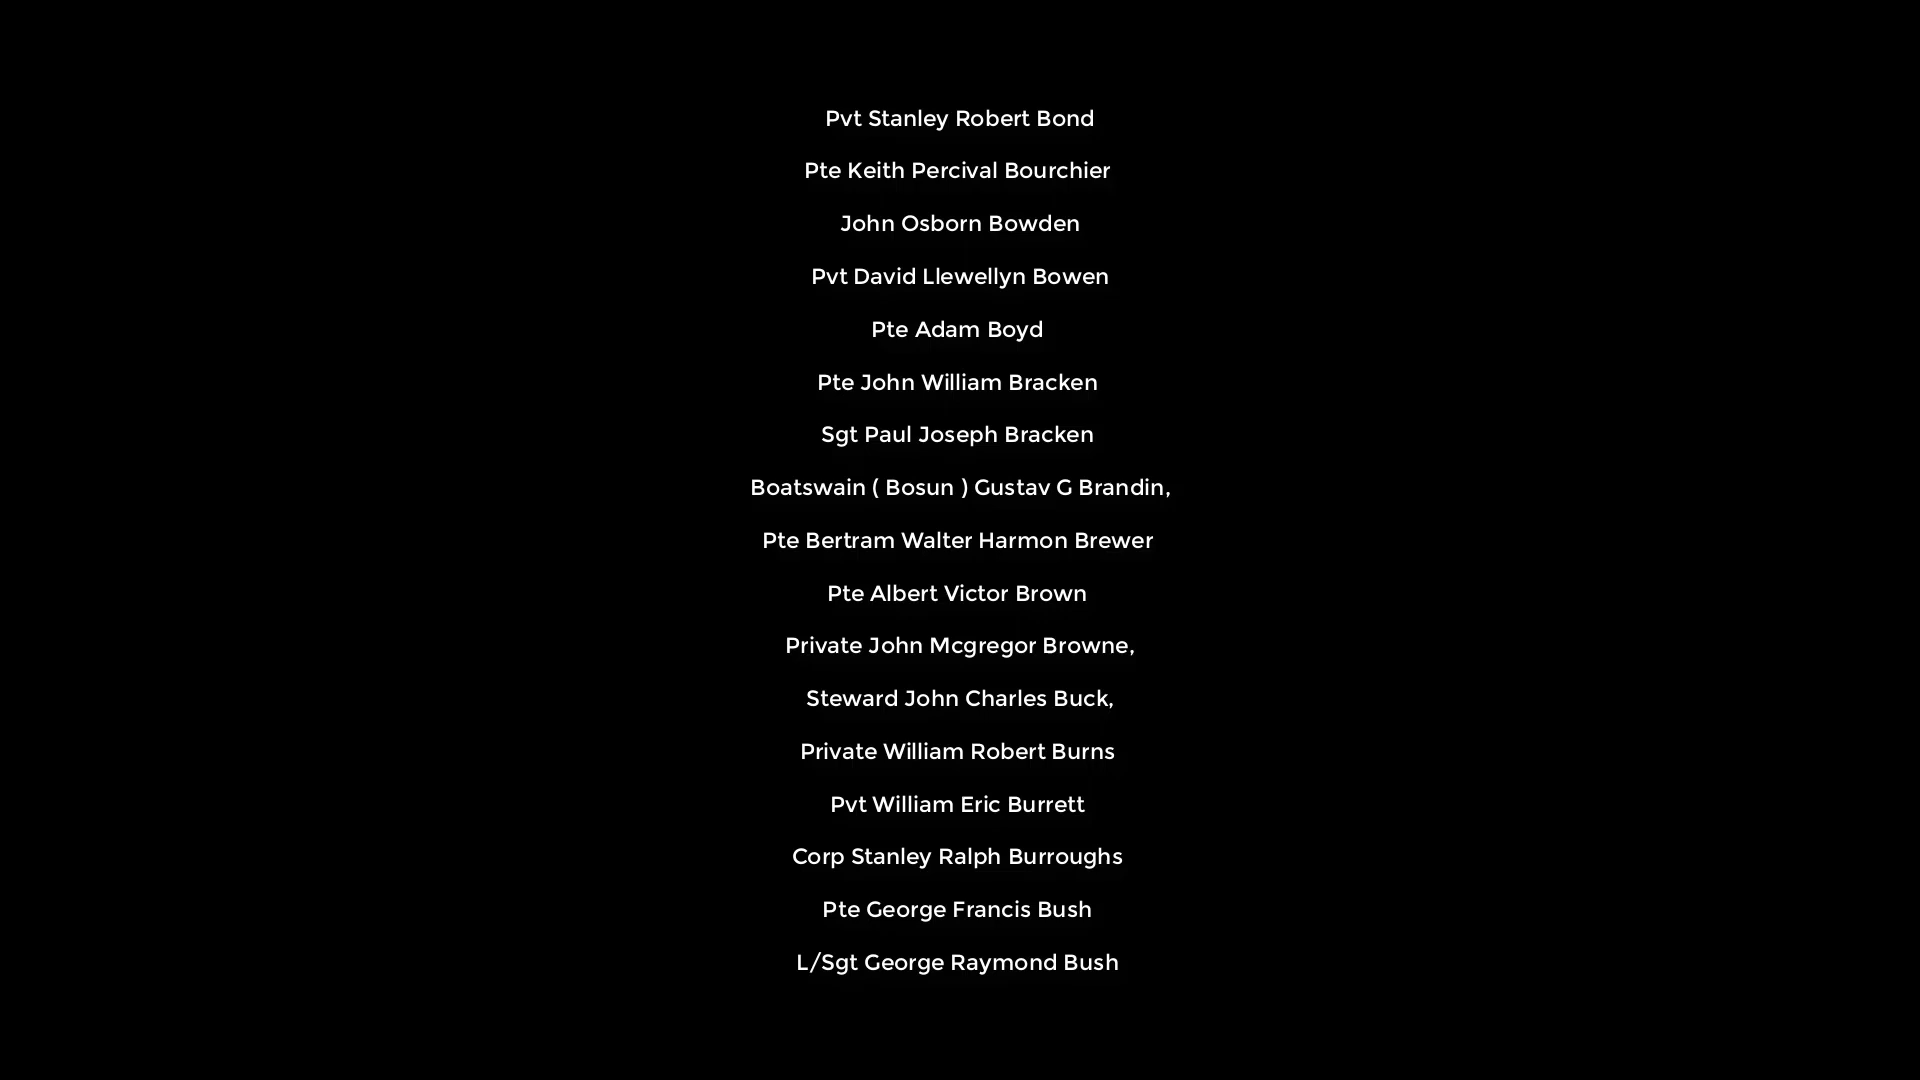 Pvt Stanley Robert Bond
Pte Keith Percival Bourchier
John Osborn Bowden
Pvt David Llewellyn Bowen
Pte Adam Boyd
Pte John William Bracken
Sgt Paul Joseph Bracken
Boatswain ( Bosun ) Gustav G Brandin,
Pte Bertram Walter Harmon Brewer
Pte Albert Victor Brown
Private John Mcgregor Browne,
Steward John Charles Buck,
Private William Robert Burns
Pvt William Eric Burrett
Corp Stanley Ralph Burroughs
Pte George Francis Bush
L/Sgt George Raymond Bush